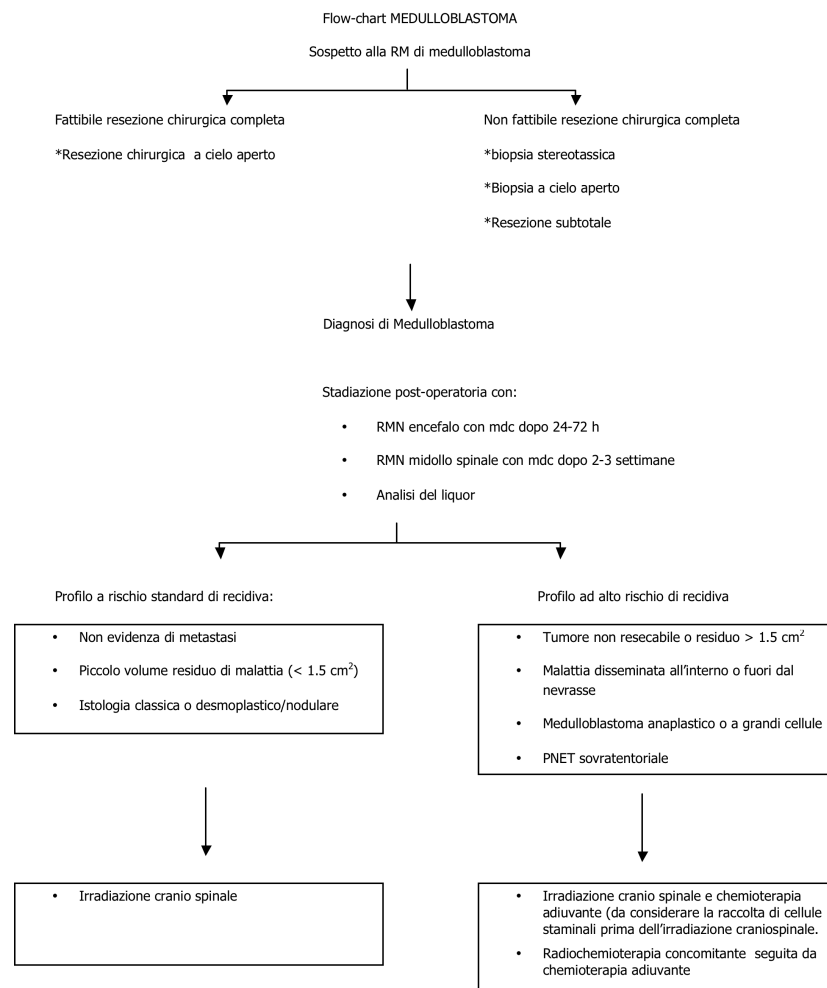 Flow-chart MEDULLOBLASTOMA
Sospetto alla RM di medulloblastoma
Fattibile resezione chirurgica completa
*Resezione chirurgica a cielo aperto
Non fattibile resezione chirurgica completa
*biopsia stereotassica
*Biopsia a cielo aperto
*Resezione subtotale
Diagnosi di Medulloblastoma
Stadiazione post-operatoria con:
• RMN encefalo con mdc dopo 24-72 h
• RMN midollo spinale con mdc dopo 2-3 settimane
• Analisi del liquor
Profilo a rischio standard di recidiva:
• Non evidenza di metastasi
• Piccolo volume residuo di malattia (< 1.5 cm²)
• Istologia classica o desmoplastico/nodulare
• Irradiazione cranio spinale
Profilo ad alto rischio di recidiva
• Tumore non resecabile o residuo > 1.5 cm²
• Malattia disseminata all'interno o fuori dal
nevrasse
• Medulloblastoma anaplastico o a grandi cellule
• PNET sovratentoriale
• Irradiazione cranio spinale e chemioterapia
adiuvante (da considerare la raccolta di cellule
staminali prima dell'irradiazione craniospinale.
• Radiochemioterapia concomitante seguita da
chemioterapia adiuvante